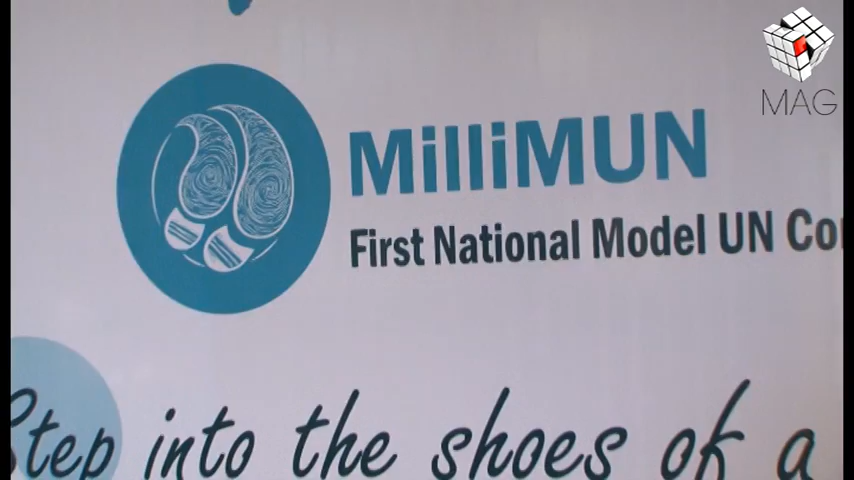 MAG
MilliMUN
First National Model UN
Step into the shoes of a